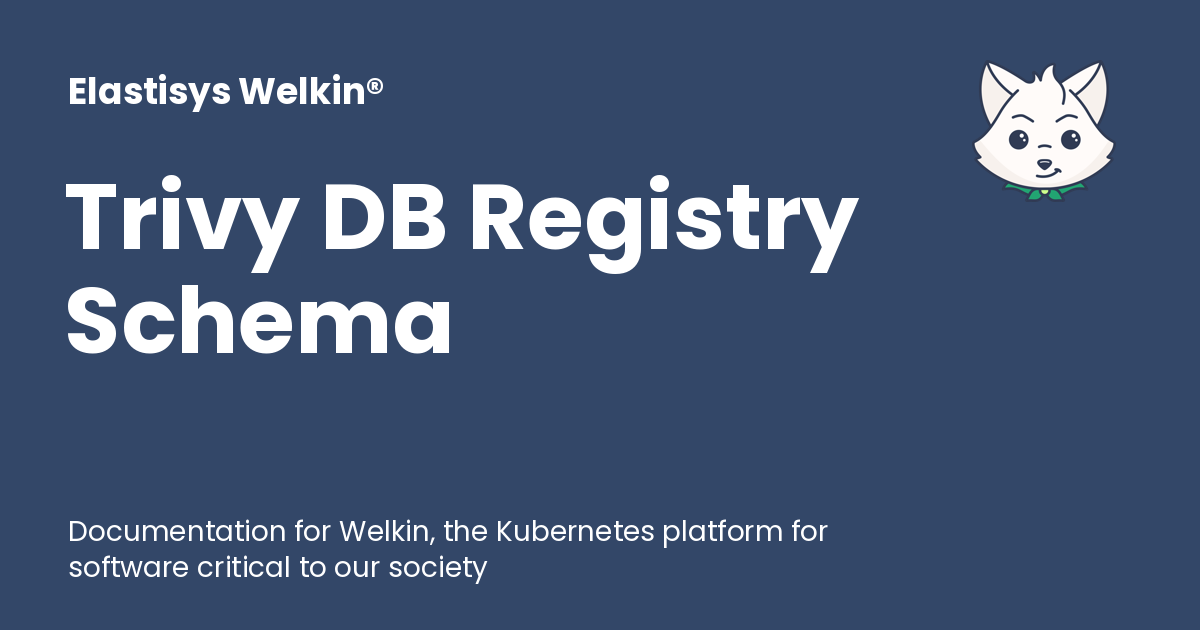 Elastisys Welkin®
Trivy DB Registry
Schema
Documentation for Welkin, the Kubernetes platform for
software critical to our society